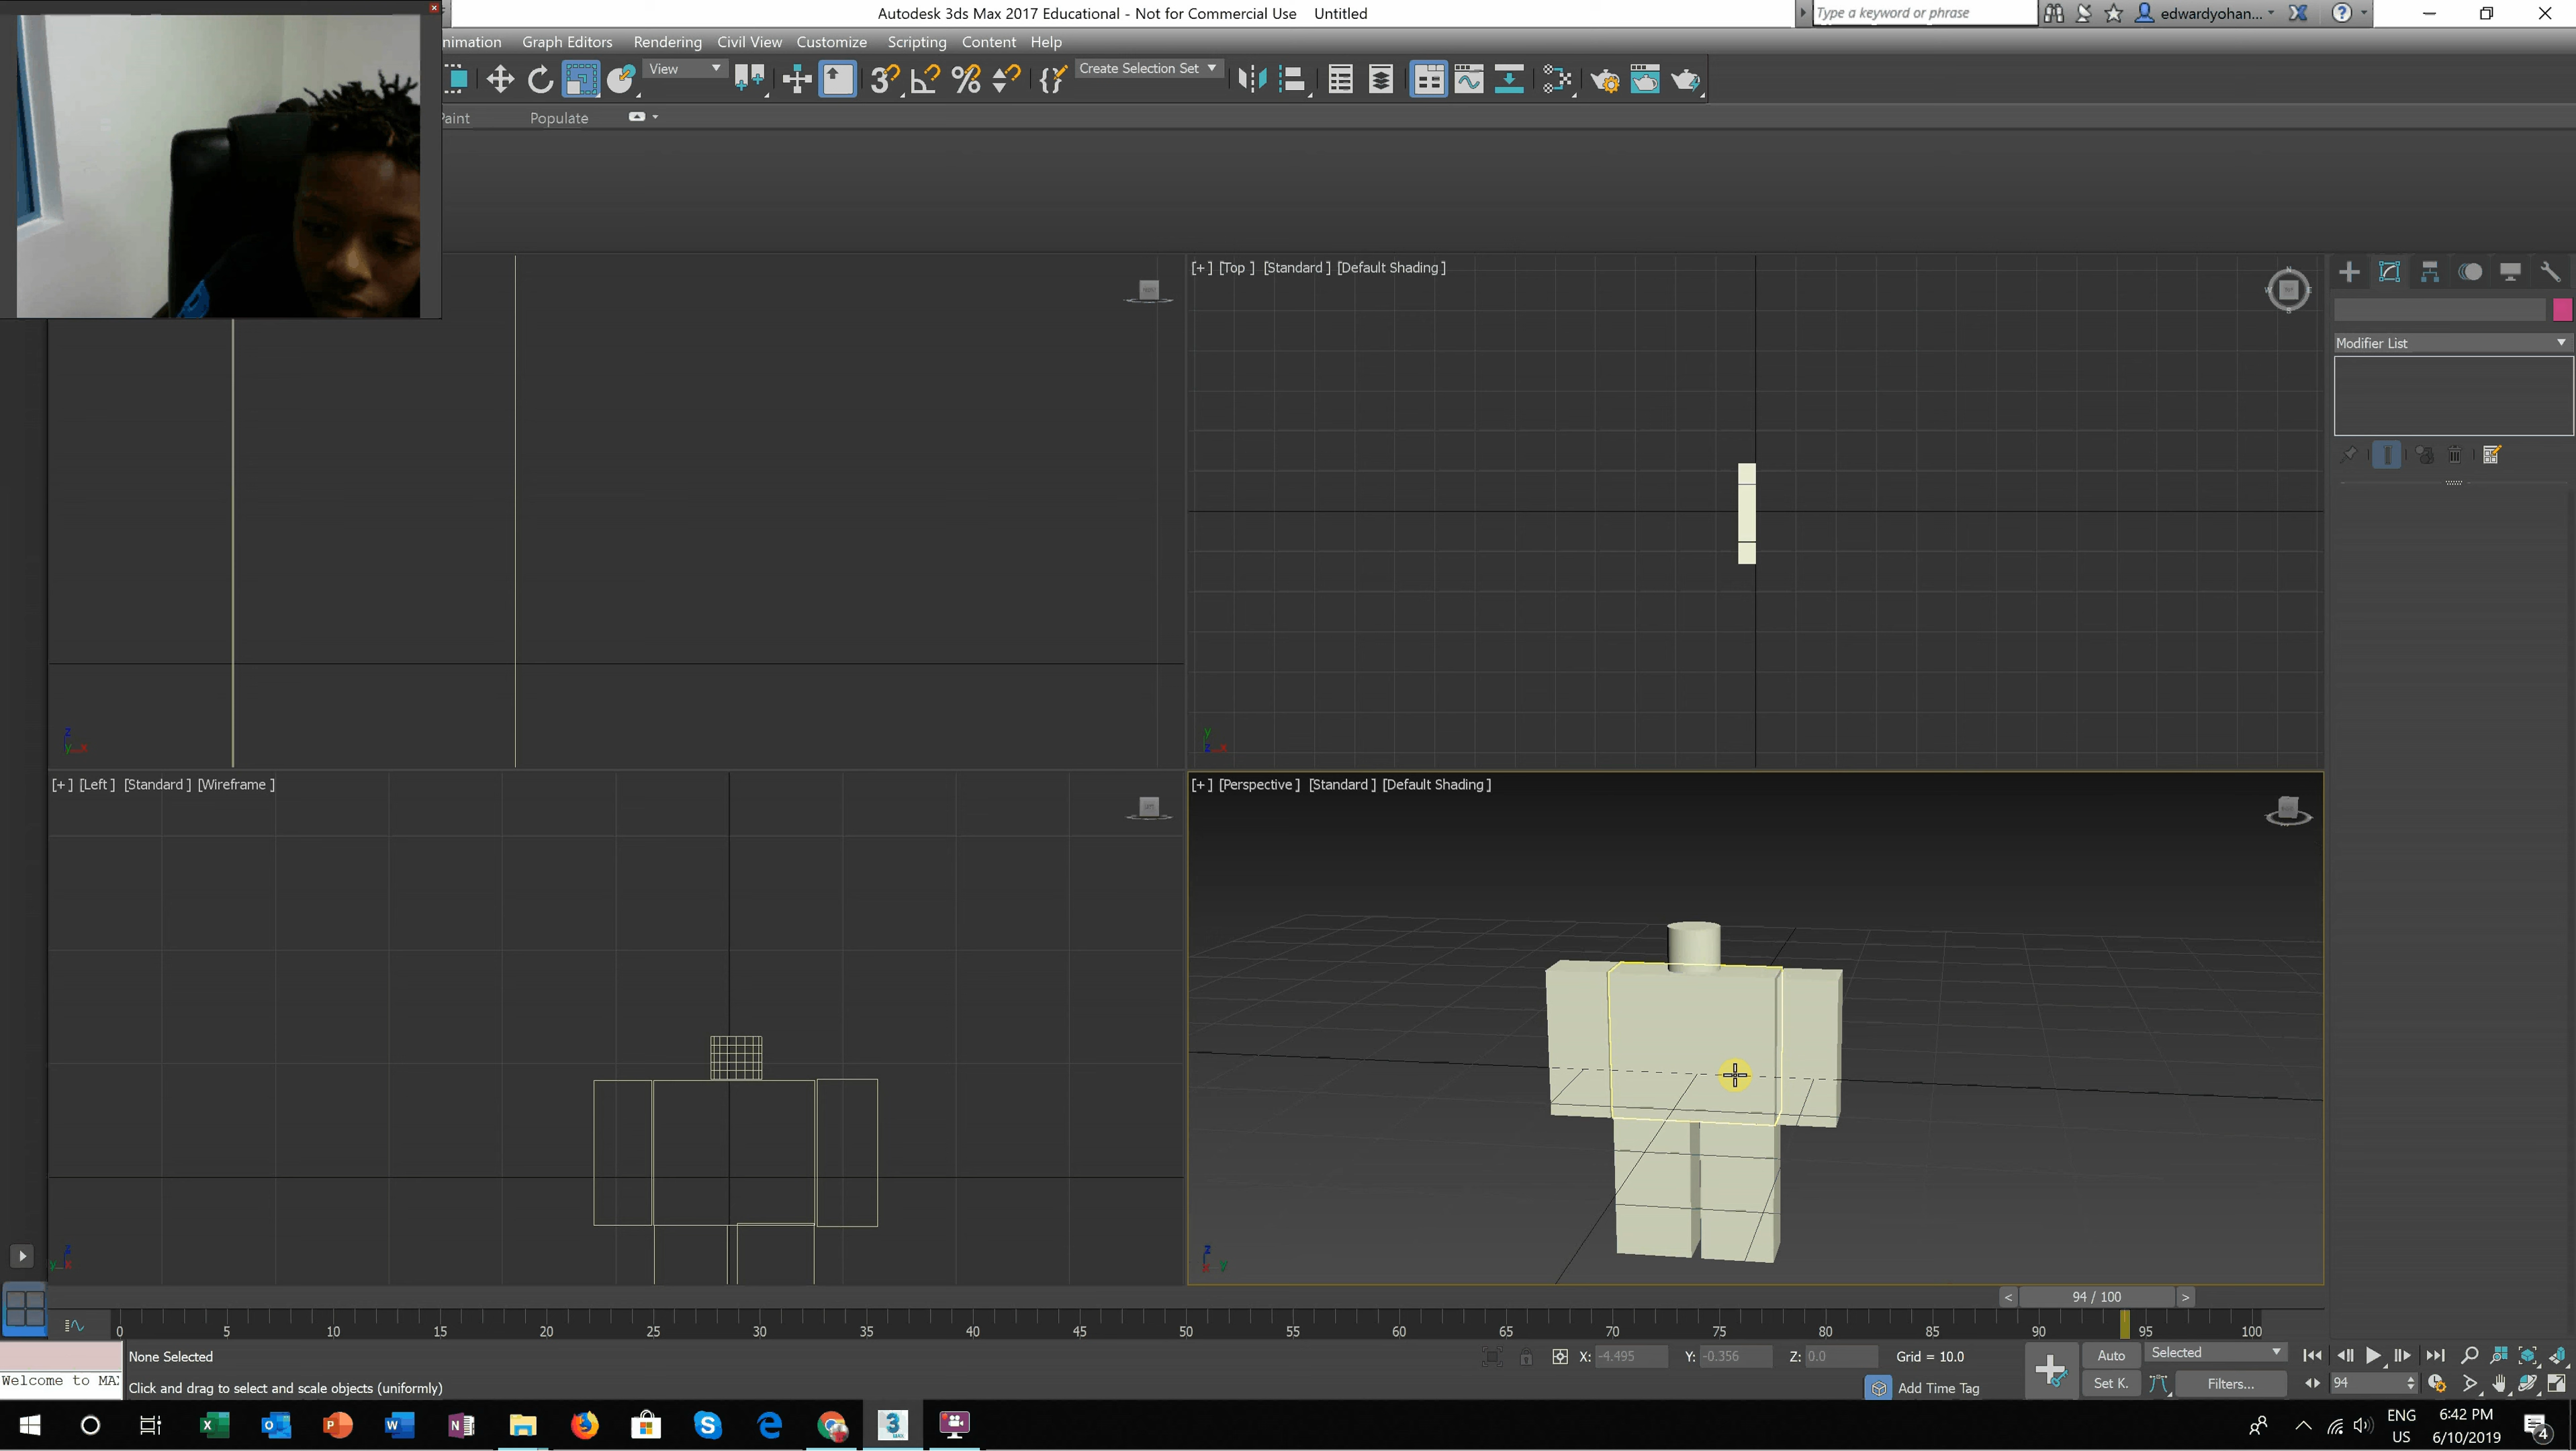 Autodesk 3ds Max 2017 Educational - Not for Commercial Use Untitled
Type a keyword or phrase
edwardyohan...
nimation Graph Editors Rendering Civil View Customize Scripting Content Help
View
Create Selection Set
aint Populate
[+] [Top ] [Standard ] [Default Shading ]
Modifier List
[+] [Left ] [Standard ] [Wireframe ]
[+] [Perspective ] [Standard ] [Default Shading ]
< 94 / 100 >
0 5 10 15 20 25 30 35 40 45 50 55 60 65 70 75 80 85 90 95 100
None Selected
X: -4.495 Y: -0.356 Z: 0.0 Grid = 10.0
Auto Selected
Welcome to MAX
Click and drag to select and scale objects (uniformly)
Add Time Tag
Set K. Filters... 94
ENG
US
6:42 PM
6/10/2019
4